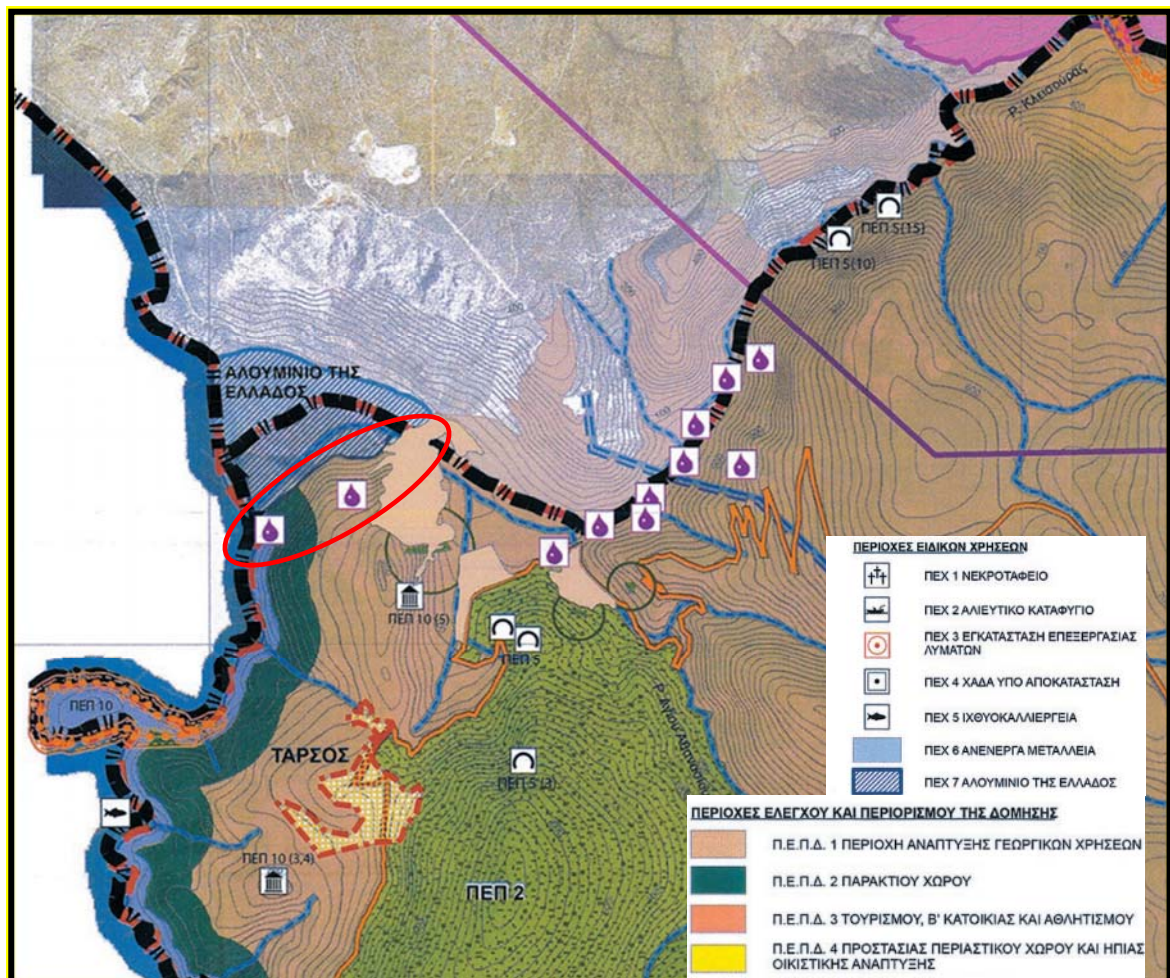 Ρ. Κλεισούρας
ΠΕΠ 5(15)
ΠΕΠ 5(10)
ΑΛΟΥΜΙΝΙΟ ΤΗΣ
ΕΛΛΑΔΟΣ
ΠΕΠ 10 (5)
ΠΕΠ 5
ΠΕΠ 10
ΤΑΡΣΟΣ
ΠΕΠ 5 (3)
ΠΕΠ 10 (3,4)
ΠΕΠ 2
ΠΕΡΙΟΧΕΣ ΕΙΔΙΚΩΝ ΧΡΗΣΕΩΝ
ΠΕΧ 1 ΝΕΚΡΟΤΑΦΕΙΟ
ΠΕΧ 2 ΑΛΙΕΥΤΙΚΟ ΚΑΤΑΦΥΓΙΟ
ΠΕΧ 3 ΕΓΚΑΤΑΣΤΑΣΗ ΕΠΕΞΕΡΓΑΣΙΑΣ
ΛΥΜΑΤΩΝ
ΠΕΧ 4 ΧΑΔΑ ΥΠΟ ΑΠΟΚΑΤΑΣΤΑΣΗ
ΠΕΧ 5 ΙΧΘΥΟΚΑΛΛΙΕΡΓΕΙΑ
ΠΕΧ 6 ΑΝΕΝΕΡΓΑ ΜΕΤΑΛΛΕΙΑ
ΠΕΧ 7 ΑΛΟΥΜΙΝΙΟ ΤΗΣ ΕΛΛΑΔΟΣ
ΠΕΡΙΟΧΕΣ ΕΛΕΓΧΟΥ ΚΑΙ ΠΕΡΙΟΡΙΣΜΟΥ ΤΗΣ ΔΟΜΗΣΗΣ
Π.Ε.Π.Δ. 1 ΠΕΡΙΟΧΗ ΑΝΑΠΤΥΞΗΣ ΓΕΩΡΓΙΚΩΝ ΧΡΗΣΕΩΝ
Π.Ε.Π.Δ. 2 ΠΑΡΑΚΤΙΟΥ ΧΩΡΟΥ
Π.Ε.Π.Δ. 3 ΤΟΥΡΙΣΜΟΥ, Β' ΚΑΤΟΙΚΙΑΣ ΚΑΙ ΑΘΛΗΤΙΣΜΟΥ
Π.Ε.Π.Δ. 4 ΠΡΟΣΤΑΣΙΑΣ ΠΕΡΙΑΣΤΙΚΟΥ ΧΩΡΟΥ ΚΑΙ ΗΠΙΑΣ
ΟΙΚΙΣΤΙΚΗΣ ΑΝΑΠΤΥΞΗΣ